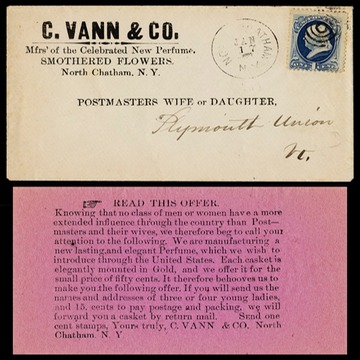 C. VANN & CO.
Mfrs' of the Celebrated New Perfume.
SMOTHERED FLOWERS.
North Chatham, N. Y.
POSTMASTERS WIFE or DAUGHTER,
Plymouth Union
Vt.
READ THIS OFFER.
Knowing that no class of men or women have a more
extended influence through the country than Post—
masters and their wives, we therefore beg to call your
attention to the following. We are manufacturing a
new lasting, and elegant Perfume, which we wish to
introduce through the United States. Each casket is
elegantly mounted in Gold, and we offer it for the
small price of fifty cents. It therefore behooves us to
make you the following offer. If you will send us the
names and addresses of three or four young ladies,
and 15. cents to pay postage and packing, we will
forward you a casket by return mail. Send one
cent stamps, Yours truly, C. VANN & CO. North
Chatham, N. Y